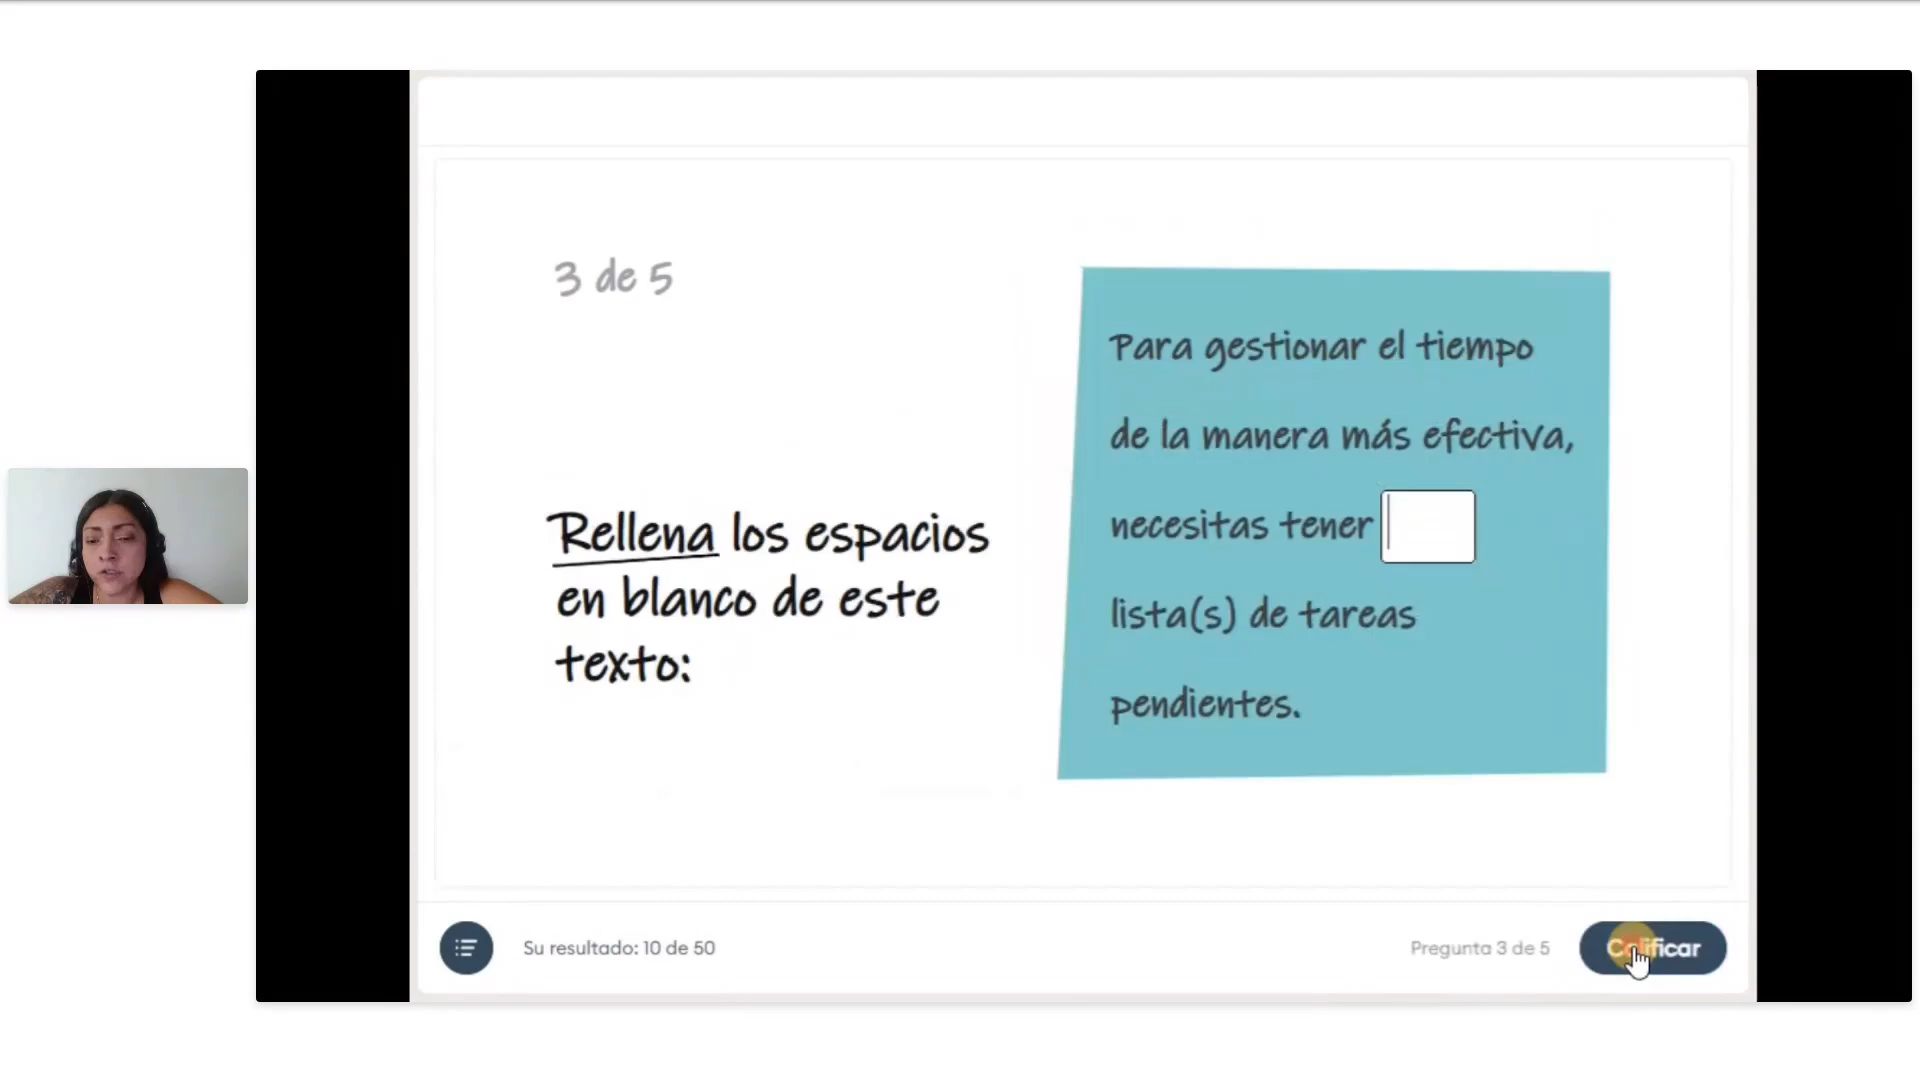 3 de 5
Rellena los espacios
en blanco de este
texto:
Para gestionar el tiempo
de la manera más efectiva,
necesitas tener
lista(s) de tareas
pendientes.
Su resultado: 10 de 50
Pregunta 3 de 5
Calificar